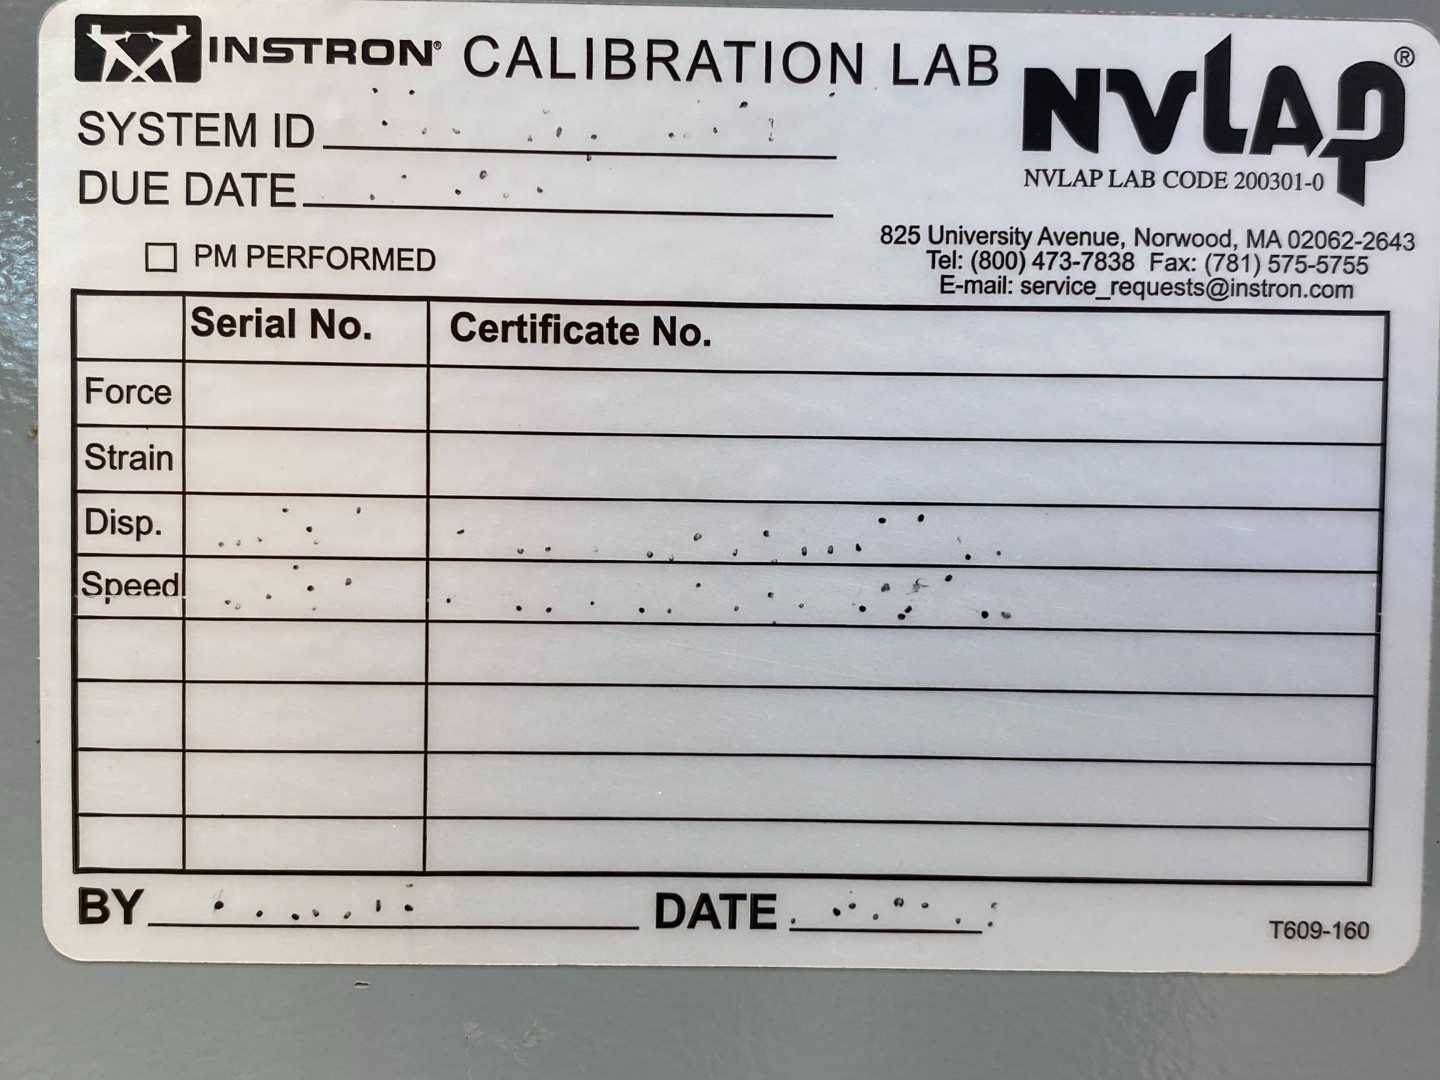 INSTRON® CALIBRATION LAB
NVLAP®
SYSTEM ID
NVLAP LAB CODE 200301-0
DUE DATE
825 University Avenue, Norwood, MA 02062-2643
PM PERFORMED
Tel: (800) 473-7838 Fax: (781) 575-5755
E-mail: service_requests@instron.com
Serial No. Certificate No.
Force
Strain
Disp.
Speed
BY DATE
T609-160